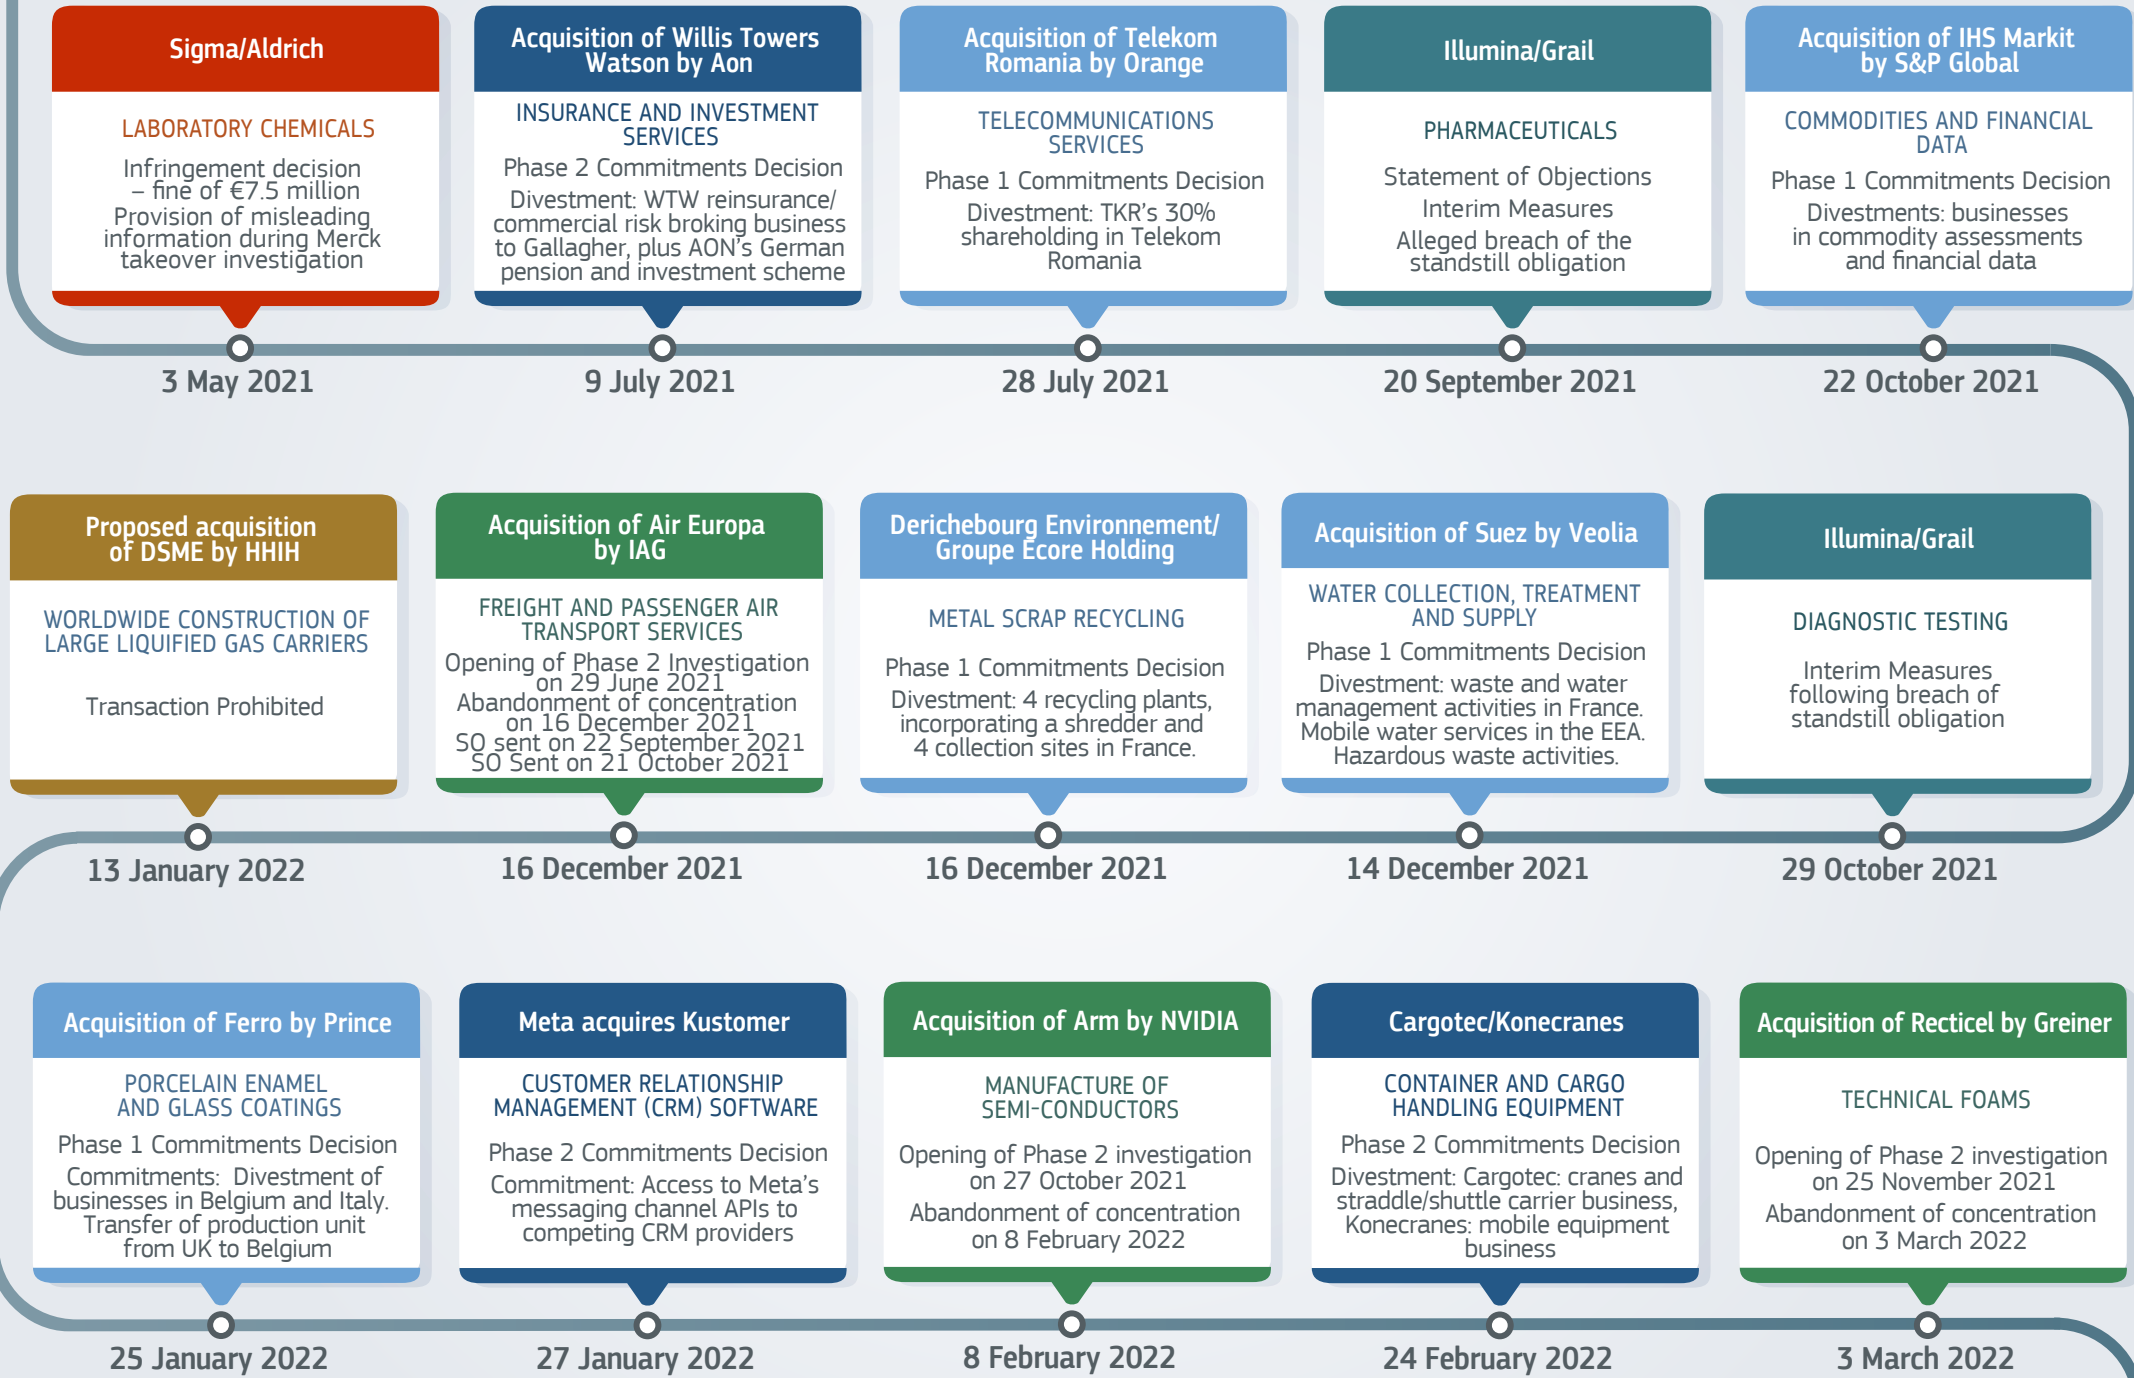 Sigma/Aldrich
LABORATORY CHEMICALS
Infringement decision
– fine of €7.5 million
Provision of misleading
information during Merck
takeover investigation
3 May 2021
Acquisition of Willis Towers
Watson by Aon
INSURANCE AND INVESTMENT
SERVICES
Phase 2 Commitments Decision
Divestment: WTW reinsurance/
commercial risk broking business
to Gallagher, plus AON's German
pension and investment scheme
9 July 2021
Acquisition of Telekom
Romania by Orange
TELECOMMUNICATIONS
SERVICES
Phase 1 Commitments Decision
Divestment: TKR's 30%
shareholding in Telekom
Romania
28 July 2021
Illumina/Grail
PHARMACEUTICALS
Statement of Objections
Interim Measures
Alleged breach of the
standstill obligation
20 September 2021
Acquisition of IHS Markit
by S&P Global
COMMODITIES AND FINANCIAL
DATA
Phase 1 Commitments Decision
Divestments: businesses
in commodity assessments
and financial data
22 October 2021
Proposed acquisition
of DSME by HHIH
WORLDWIDE CONSTRUCTION OF
LARGE LIQUIFIED GAS CARRIERS
Transaction Prohibited
13 January 2022
Acquisition of Air Europa
by IAG
FREIGHT AND PASSENGER AIR
TRANSPORT SERVICES
Opening of Phase 2 Investigation
on 29 June 2021
Abandonment of concentration
on 16 December 2021
SO sent on 22 September 2021
SO Sent on 21 October 2021
16 December 2021
Derichebourg Environnement/
Groupe Ecore Holding
METAL SCRAP RECYCLING
Phase 1 Commitments Decision
Divestment: 4 recycling plants,
incorporating a shredder and
4 collection sites in France.
16 December 2021
Acquisition of Suez by Veolia
WATER COLLECTION, TREATMENT
AND SUPPLY
Phase 1 Commitments Decision
Divestment: waste and water
management activities in France.
Mobile water services in the EEA.
Hazardous waste activities.
14 December 2021
Illumina/Grail
DIAGNOSTIC TESTING
Interim Measures
following breach of
standstill obligation
29 October 2021
Acquisition of Ferro by Prince
PORCELAIN ENAMEL
AND GLASS COATINGS
Phase 1 Commitments Decision
Commitments: Divestment of
businesses in Belgium and Italy.
Transfer of production unit
from UK to Belgium
25 January 2022
Meta acquires Kustomer
CUSTOMER RELATIONSHIP
MANAGEMENT (CRM) SOFTWARE
Phase 2 Commitments Decision
Commitment: Access to Meta's
messaging channel APIs to
competing CRM providers
27 January 2022
Acquisition of Arm by NVIDIA
MANUFACTURE OF
SEMI-CONDUCTORS
Opening of Phase 2 investigation
on 27 October 2021
Abandonment of concentration
on 8 February 2022
8 February 2022
Cargotec/Konecranes
CONTAINER AND CARGO
HANDLING EQUIPMENT
Phase 2 Commitments Decision
Divestment: Cargotec: cranes and
straddle/shuttle carrier business,
Konecranes: mobile equipment
business
24 February 2022
Acquisition of Recticel by Greiner
TECHNICAL FOAMS
Opening of Phase 2 investigation
on 25 November 2021
Abandonment of concentration
on 3 March 2022
3 March 2022